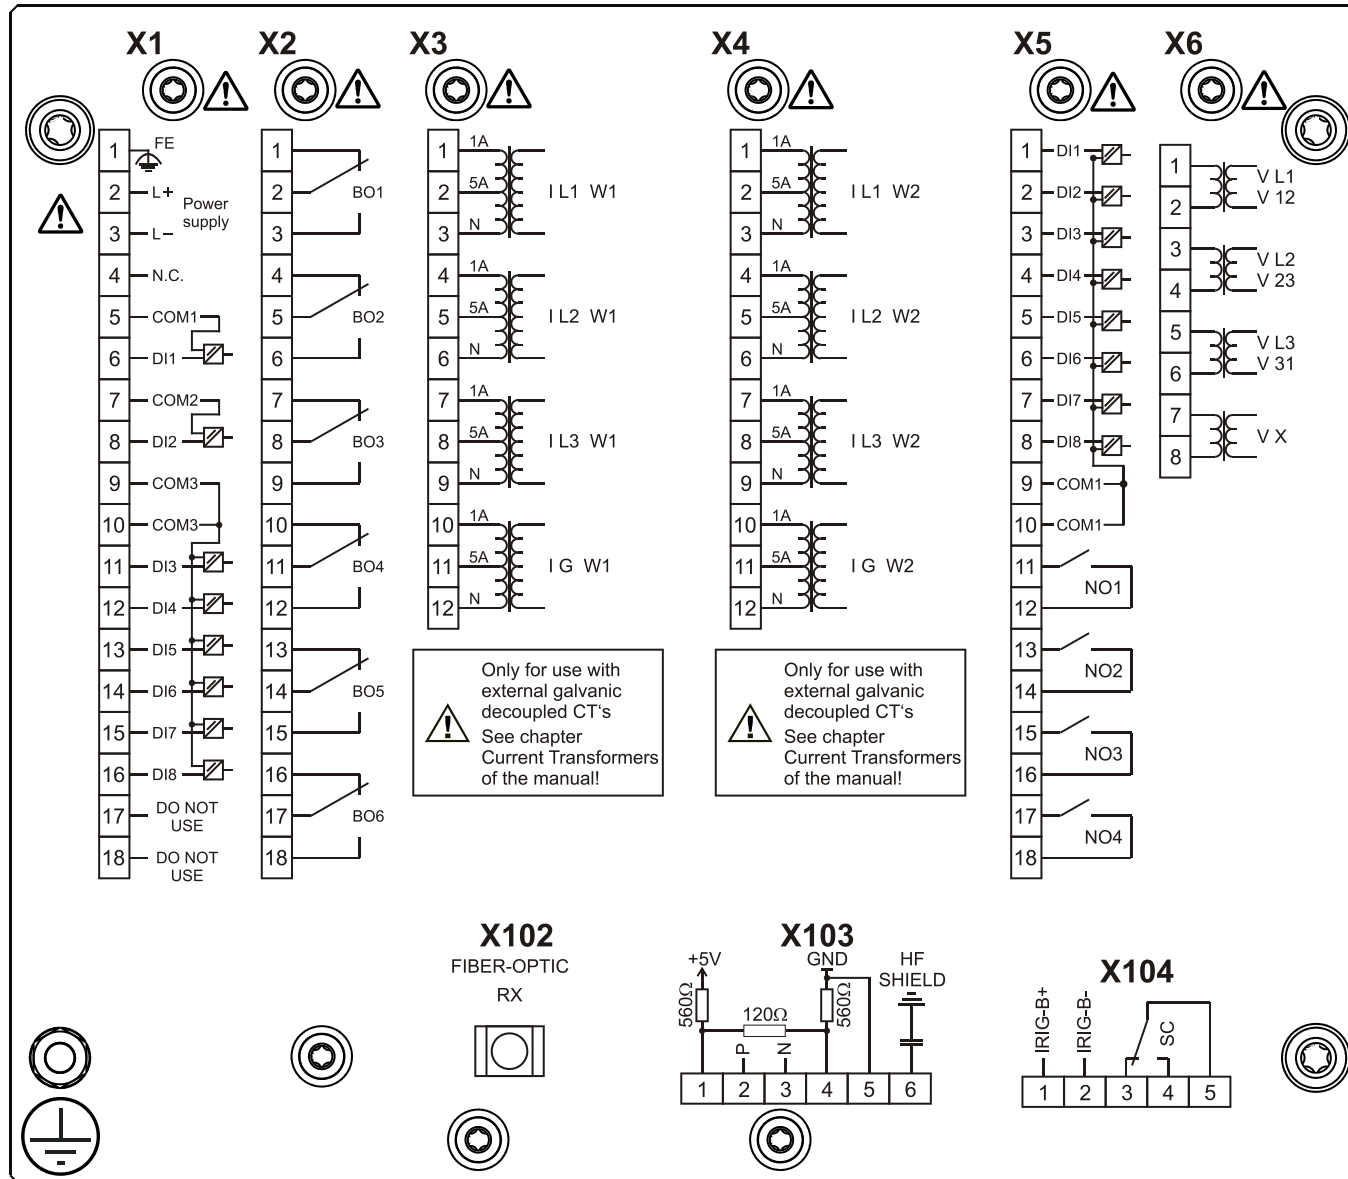 X1
1
FE
2
L+
Power
supply
3
L−
4
N.C.
5
COM1
6
DI1
7
COM2
8
DI2
9
COM3
10
COM3
11
DI3
12
DI4
13
DI5
14
DI6
15
DI7
16
DI8
17
DO NOT
USE
18
DO NOT
USE
X2
1
2
BO1
3
4
5
BO2
6
7
8
BO3
9
10
11
BO4
12
13
14
BO5
15
16
17
BO6
18
X3
1
1A
2
5A
I L1 W1
3
N
4
1A
5
5A
I L2 W1
6
N
7
1A
8
5A
I L3 W1
9
N
10
1A
11
5A
I G W1
12
N
Only for use with
external galvanic
decoupled CT's
See chapter
Current Transformers
of the manual!
X4
1
1A
2
5A
I L1 W2
3
N
4
1A
5
5A
I L2 W2
6
N
7
1A
8
5A
I L3 W2
9
N
10
1A
11
5A
I G W2
12
N
Only for use with
external galvanic
decoupled CT's
See chapter
Current Transformers
of the manual!
X5
1
DI1
2
DI2
3
DI3
4
DI4
5
DI5
6
DI6
7
DI7
8
DI8
9
COM1
10
COM1
11
NO1
12
13
NO2
14
15
NO3
16
17
NO4
18
X6
1
V L1
V 12
2
3
V L2
V 23
4
5
V L3
V 31
6
7
V X
8
X102
FIBER-OPTIC
RX
X103
+5V
GND
HF
SHIELD
560Ω
120Ω
560Ω
P
N
1 2 3 4 5 6
X104
IRIG-B+
IRIG-B-
SC
1 2 3 4 5